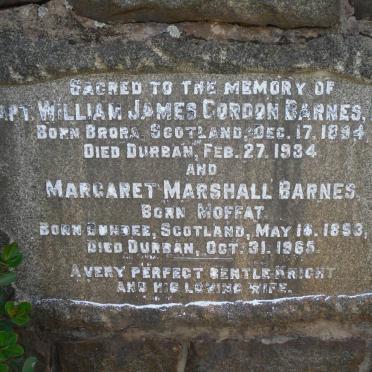 SACRED TO THE MEMORY OF
CAPT. WILLIAM JAMES GORDON BARNES,
BORN BRORA, SCOTLAND, DEC. 17, 1894
DIED DURBAN, FEB. 27. 1934.
AND
MARGARET MARSHALL BARNES
BORN MOFFAT.
BORN DUNDEE, SCOTLAND, MAY 16. 1893,
DIED DURBAN, OCT. 31. 1965.
A VERY PERFECT GENTLE KNIGHT
AND HIS LOVING WIFE.